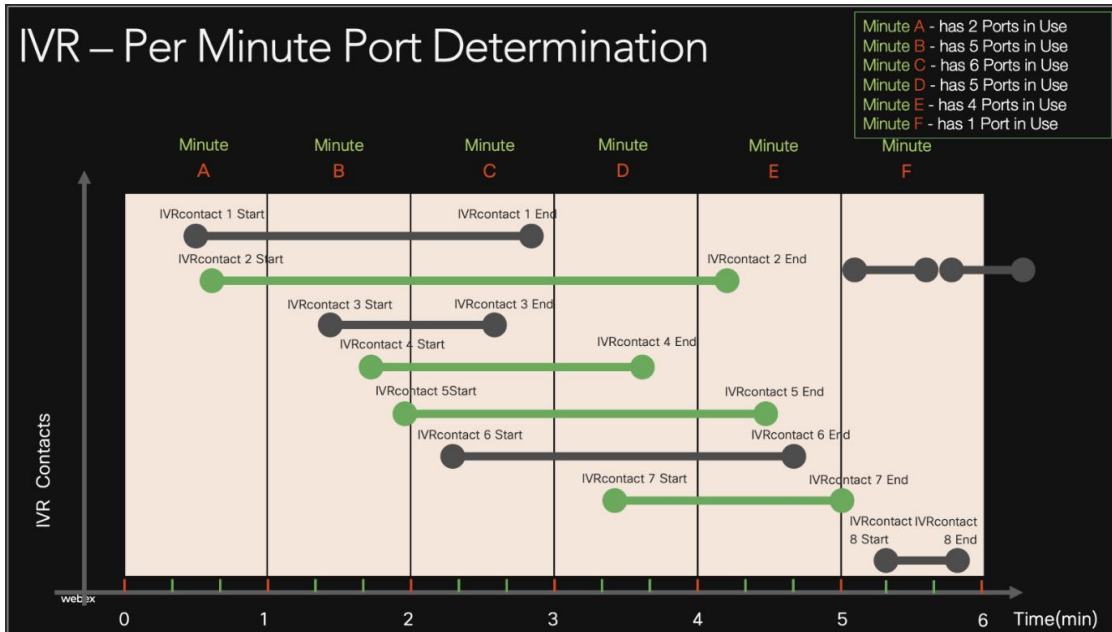 IVR – Per Minute Port Determination
Minute A - has 2 Ports in Use
Minute B - has 5 Ports in Use
Minute C - has 6 Ports in Use
Minute D - has 5 Ports in Use
Minute E - has 4 Ports in Use
Minute F - has 1 Port in Use
Minute Minute Minute Minute Minute Minute
A B C D E F
IVRcontact 1 Start IVRcontact 1 End
IVRcontact 2 Start IVRcontact 2 End
IVRcontact 3 Start IVRcontact 3 End
IVRcontact 4 Start IVRcontact 4 End
IVRcontact 5Start IVRcontact 5 End
IVRcontact 6 Start IVRcontact 6 End
IVRcontact 7 Start IVRcontact 7 End
IVRcontact IVRcontact
8 Start 8 End
IVR Contacts
webex
0 1 2 3 4 5 6 Time(min)